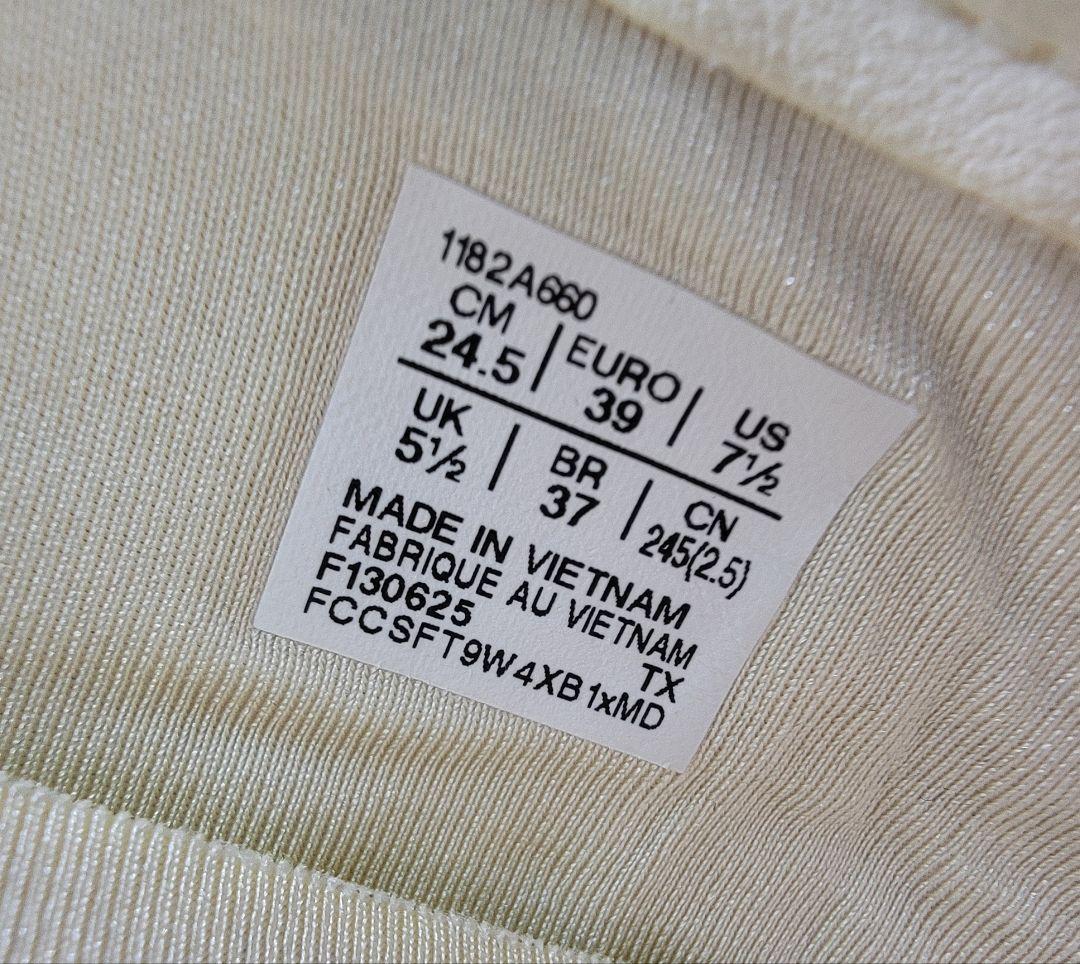 1182A660
CM | EURO | US
24.5 | 39 | 7½
UK | BR | CN
5½ | 37 | 245(2.5)
MADE IN VIETNAM
FABRIQUE AU VIETNAM
F130625 TX
FCCSFT9W4XB1xMD